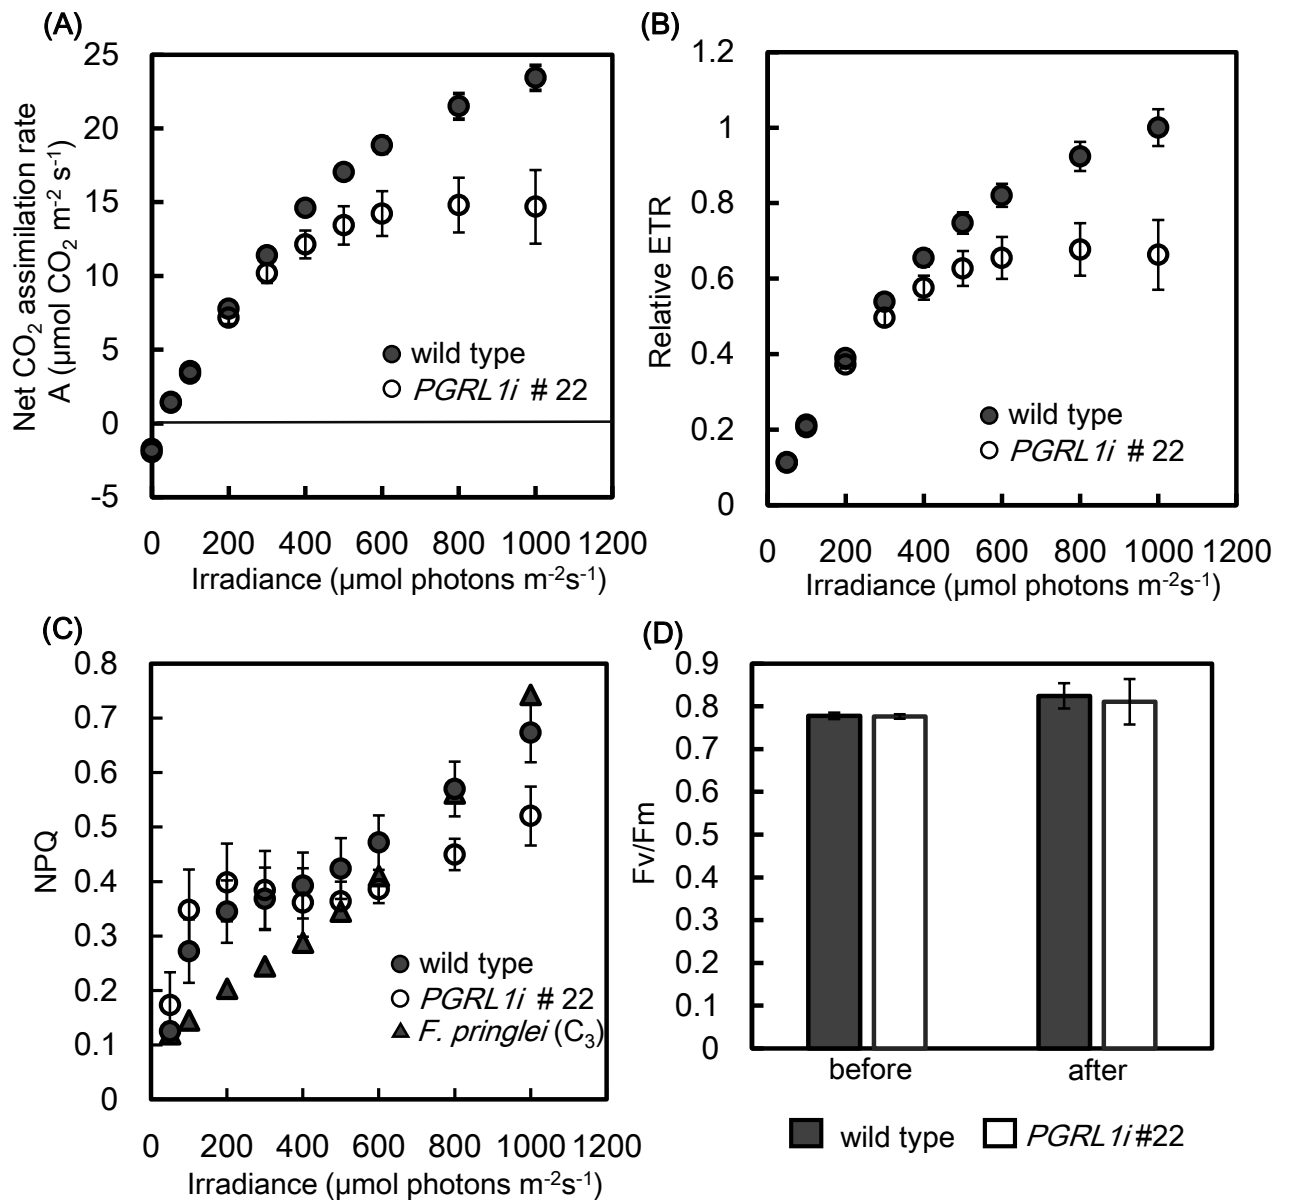 (A)
Net CO2 assimilation rate
A (µmol CO2 m-2 s-1)
25
20
15
10
5
0
-5
wild type
PGRL1i # 22
0 200 400 600 800 1000 1200
Irradiance (µmol photons m-2s-1)
(B)
Relative ETR
1.2
1
0.8
0.6
0.4
0.2
0
wild type
PGRL1i # 22
0 200 400 600 800 1000 1200
Irradiance (µmol photons m-2s-1)
(C)
NPQ
0.8
0.7
0.6
0.5
0.4
0.3
0.2
0.1
0
wild type
PGRL1i # 22
F. pringlei (C3)
0 200 400 600 800 1000 1200
Irradiance (µmol photons m-2s-1)
(D)
Fv/Fm
0.9
0.8
0.7
0.6
0.5
0.4
0.3
0.2
0.1
0
before after
wild type PGRL1i #22